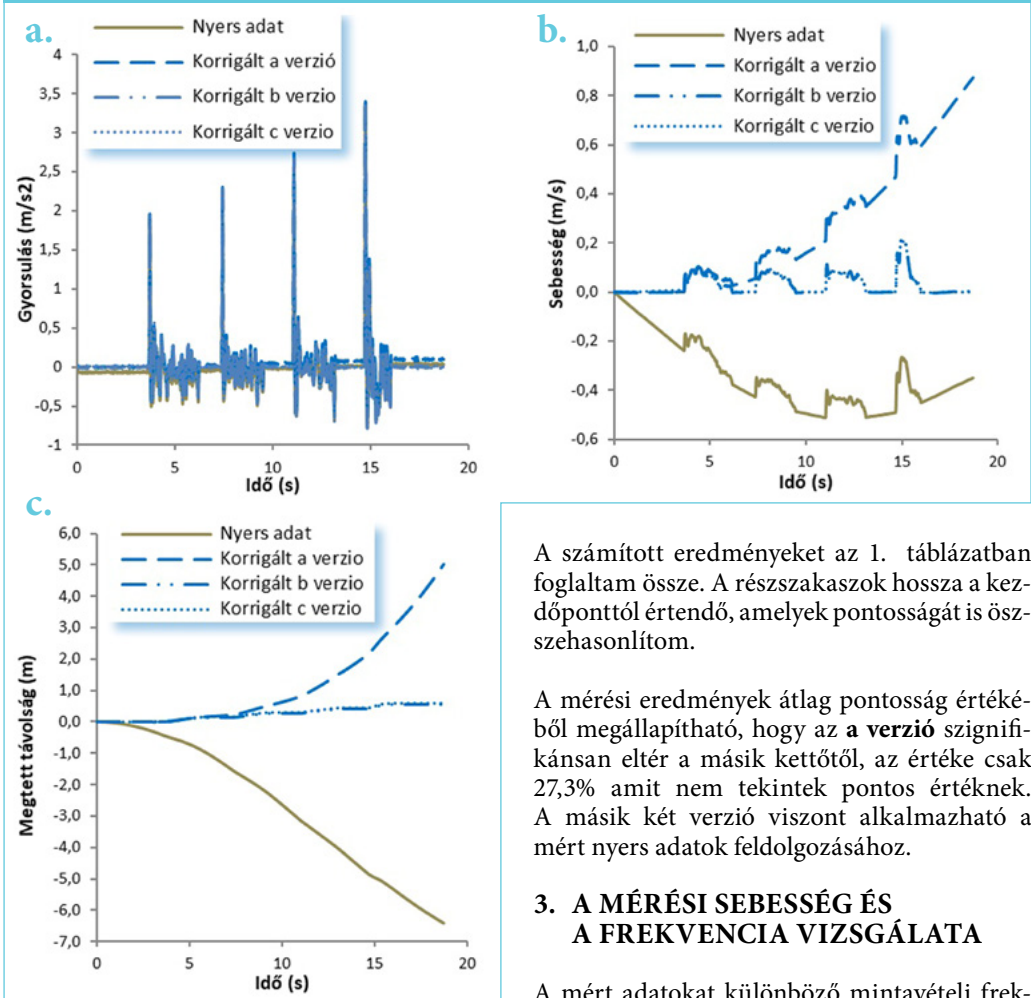 a.
Nyers adat
Korrigált a verzió
Korrigált b verzio
Korrigált c verzio
4
3,5
3
2,5
2
1,5
1
0,5
0
-0,5
-1
Gyorsulás (m/s2)
0
5
10
15
20
Idő (s)
b.
Nyers adat
Korrigált a verzio
Korrigált b verzio
Korrigált c verzio
1,0
0,8
0,6
0,4
0,2
0,0
-0,2
-0,4
-0,6
Sebesség (m/s)
0
5
10
15
20
Idő (s)
c.
Nyers adat
Korrigált a verzio
Korrigált b verzio
Korrigált c verzio
6,0
5,0
4,0
3,0
2,0
1,0
0,0
-1,0
-2,0
-3,0
-4,0
-5,0
-6,0
-7,0
Megtett távolság (m)
0
5
10
15
20
Idő (s)
A számított eredményeket az 1. táblázatban
foglaltam össze. A részszakaszok hossza a kez-
dőponttól értendő, amelyek pontosságát is ösz-
szehasonlítom.
A mérési eredmények átlag pontosság értéké-
ből megállapítható, hogy az a verzió szignifi-
kánsan eltér a másik kettőtől, az értéke csak
27,3% amit nem tekintek pontos értéknek.
A másik két verzió viszont alkalmazható a
mért nyers adatok feldolgozásához.
3. A MÉRÉSI SEBESSÉG ÉS
A FREKVENCIA VIZSGÁLATA
A mért adatokat különböző mintavételi frek-